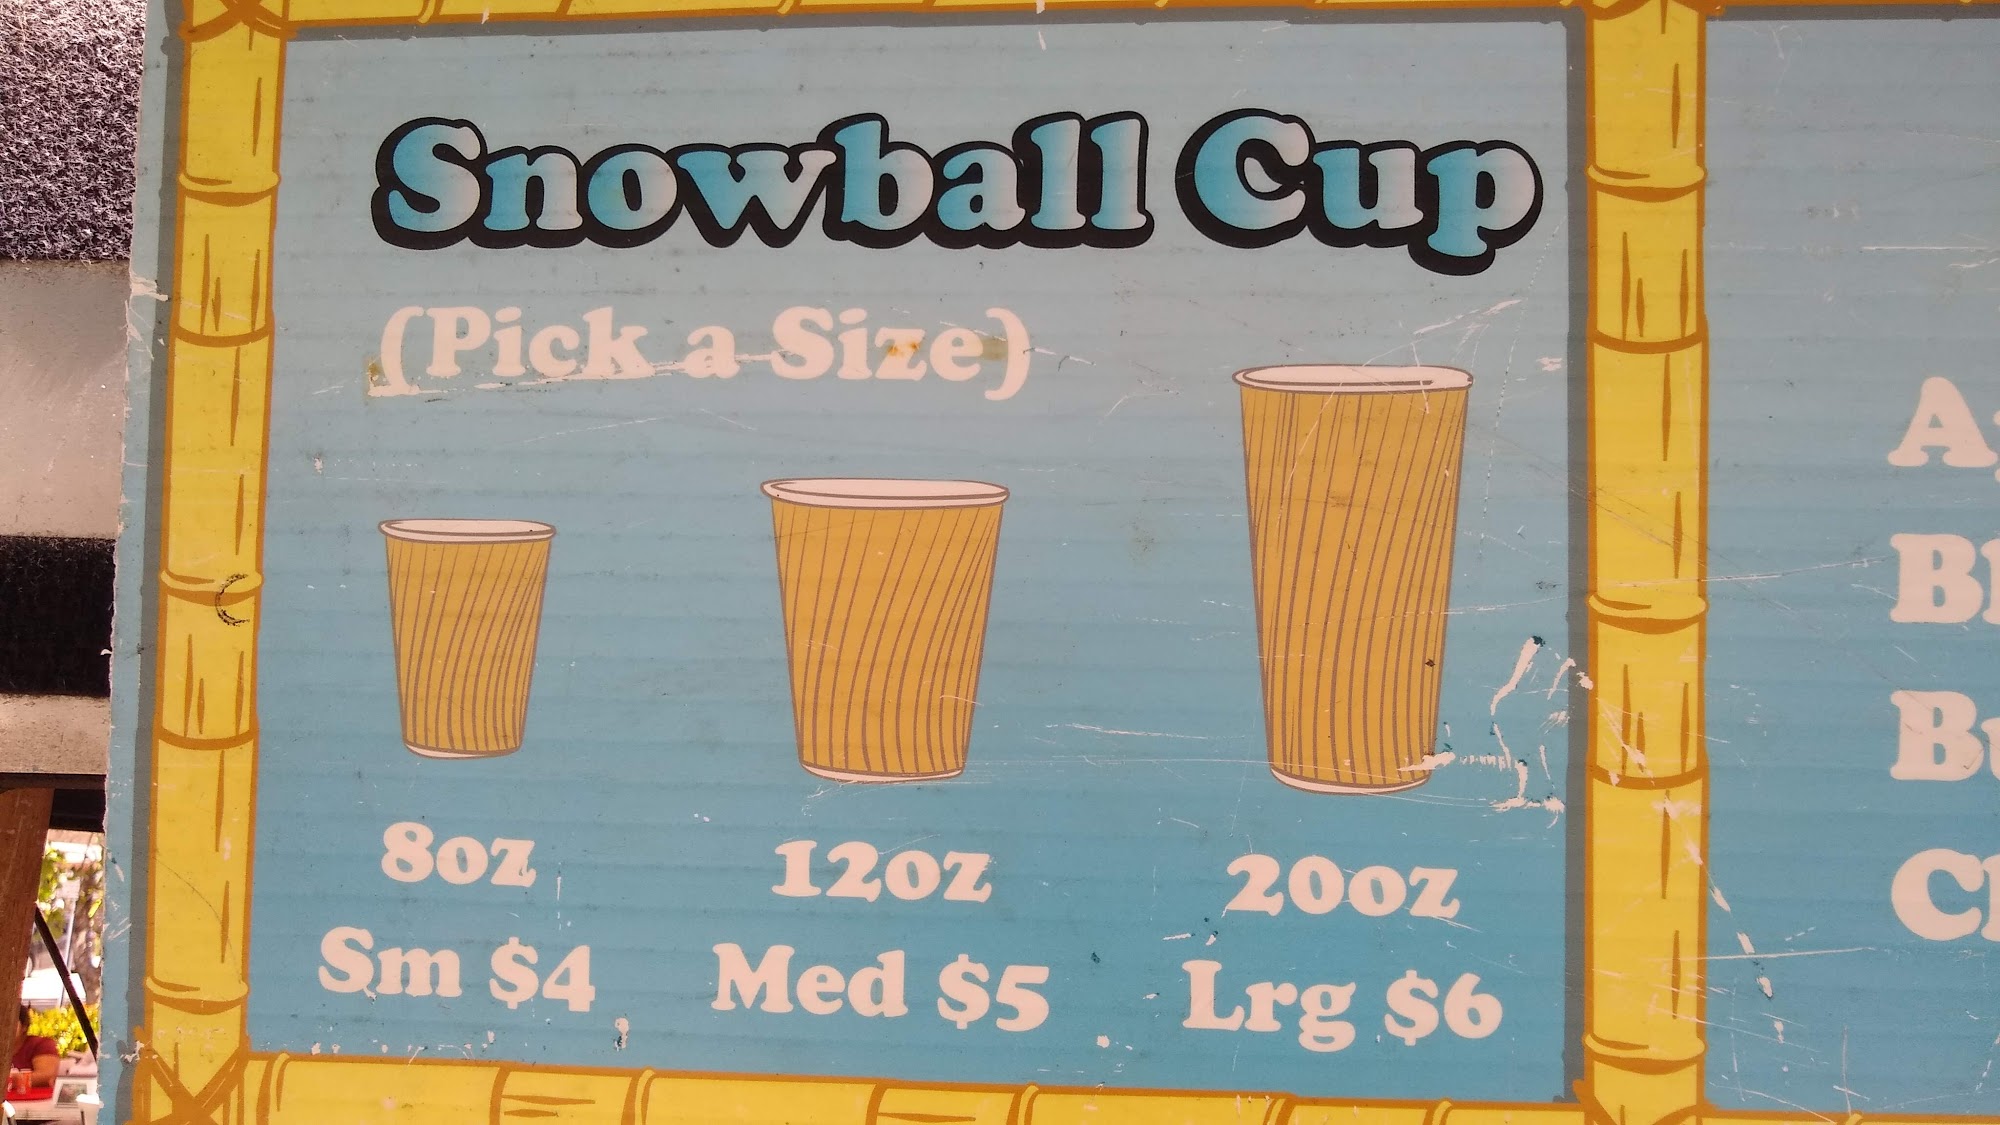 Snowball Cup
(Pick a Size)
8oz
Sm $4
12oz
Med $5
20oz
Lrg $6